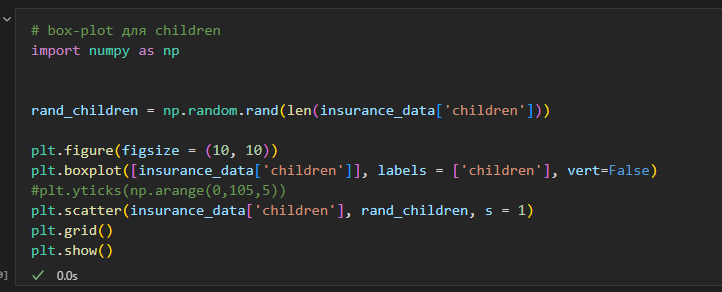 # box-plot для children
import numpy as np
rand_children = np.random.rand(len(insurance_data['children']))
plt.figure(figsize = (10, 10))
plt.boxplot([insurance_data['children']], labels = ['children'], vert=False)
#plt.yticks(np.arange(0,105,5))
plt.scatter(insurance_data['children'], rand_children, s = 1)
plt.grid()
plt.show()
✓ 0.0s